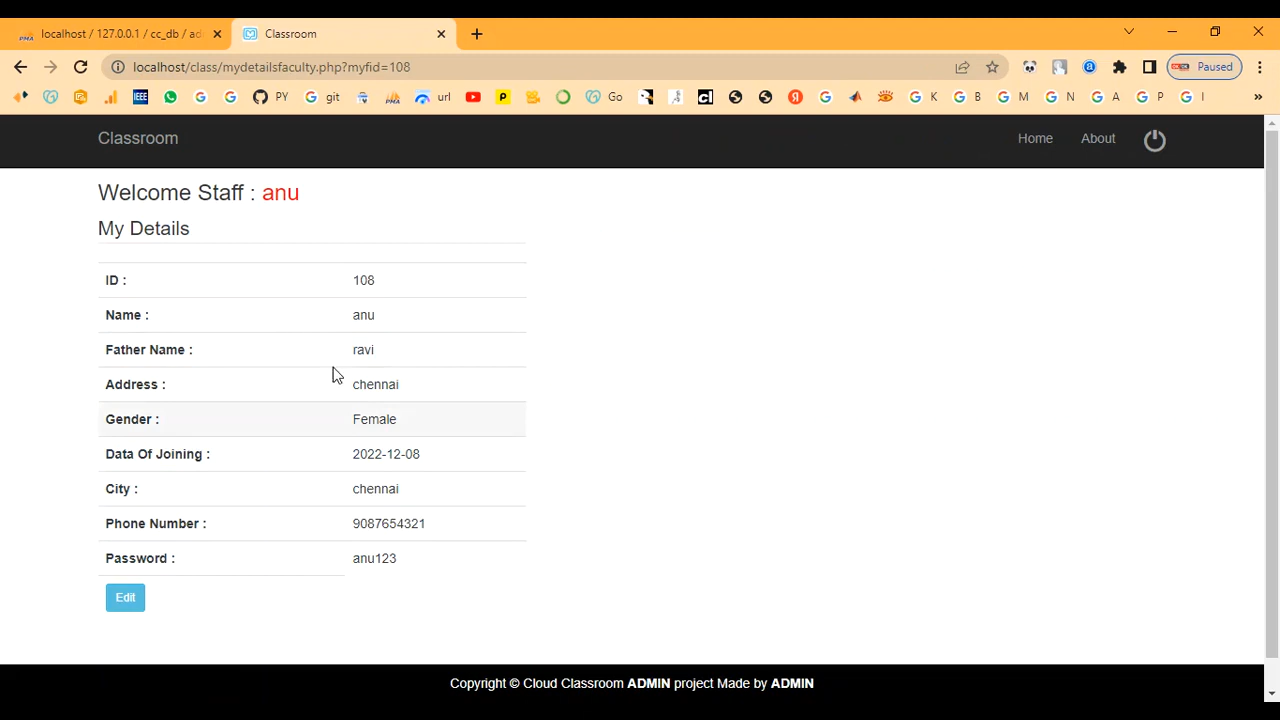 localhost / 127.0.0.1 / cc_db / ad
Classroom
localhost/class/mydetailsfaculty.php?myfid=108
Paused
IEEE
PY
git
url
Go
K
B
M
N
A
P
I
»
Classroom
Home
About
Welcome Staff : anu
My Details
ID : 108
Name : anu
Father Name : ravi
Address : chennai
Gender : Female
Data Of Joining : 2022-12-08
City : chennai
Phone Number : 9087654321
Password : anu123
Edit
Copyright © Cloud Classroom ADMIN project Made by ADMIN